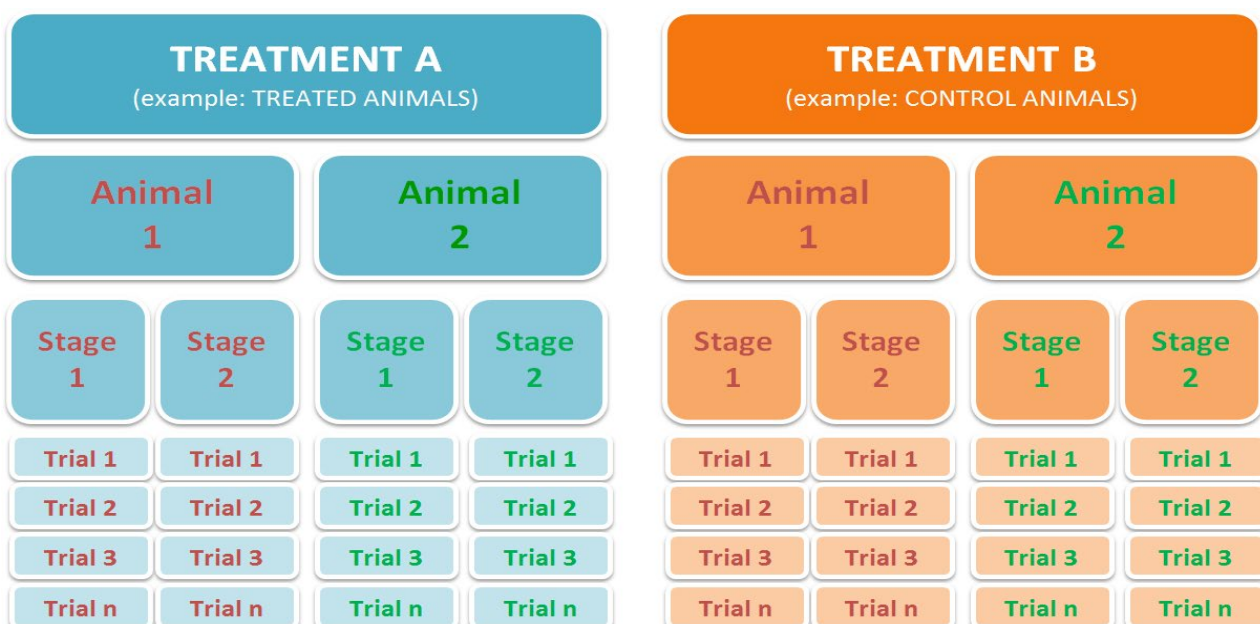 TREATMENT A
(example: TREATED ANIMALS)
TREATMENT B
(example: CONTROL ANIMALS)
Animal
1
Animal
2
Animal
1
Animal
2
Stage
1
Stage
2
Stage
1
Stage
2
Stage
1
Stage
2
Stage
1
Stage
2
Trial 1
Trial 1
Trial 1
Trial 1
Trial 1
Trial 1
Trial 1
Trial 1
Trial 2
Trial 2
Trial 2
Trial 2
Trial 2
Trial 2
Trial 2
Trial 2
Trial 3
Trial 3
Trial 3
Trial 3
Trial 3
Trial 3
Trial 3
Trial 3
Trial n
Trial n
Trial n
Trial n
Trial n
Trial n
Trial n
Trial n